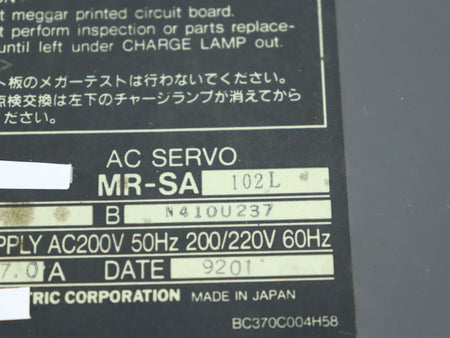 t meggar printed circuit board.
t perform inspection or parts replace-
until left under CHARGE LAMP out.
ト板のメガーテストは行わないでください。
点検交換は左下のチャージランプが消えてから
ださい。
AC SERVO
MR-SA 102L
B N410U237
PPLY AC200V 50Hz 200/220V 60Hz
7.0 A DATE 9201
TRIC CORPORATION MADE IN JAPAN
BC370C004H58